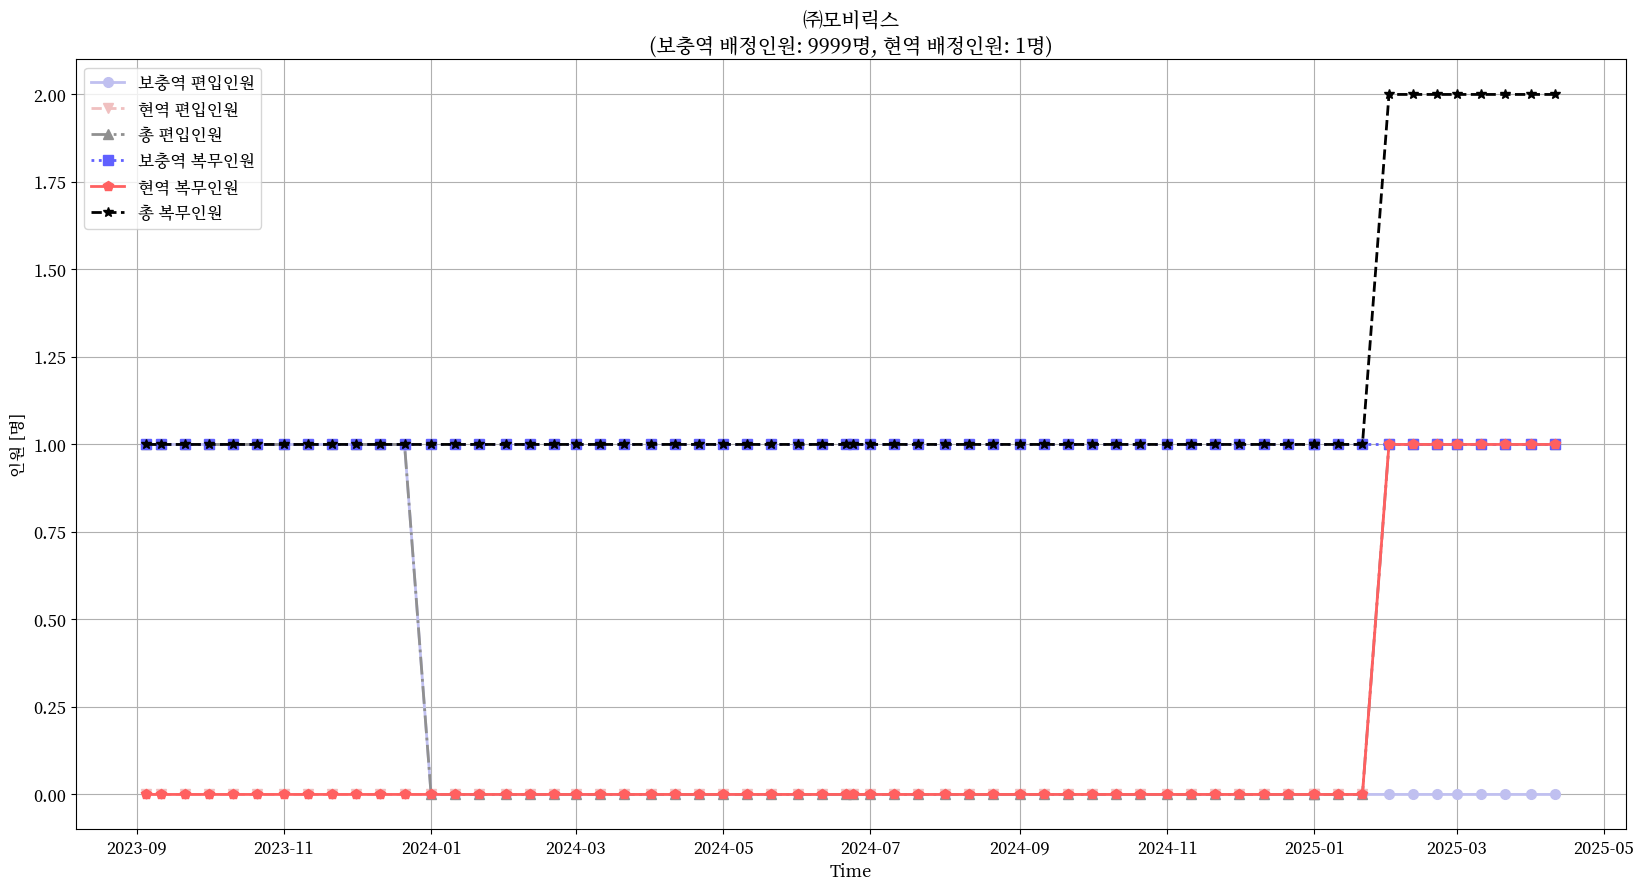 ㈜모비릭스
(보충역 배정인원: 9999명, 현역 배정인원: 1명)
보충역 편입인원
현역 편입인원
총 편입인원
보충역 복무인원
현역 복무인원
총 복무인원
2.00
1.75
1.50
1.25
1.00
0.75
0.50
0.25
0.00
인원 [명]
2023-09
2023-11
2024-01
2024-03
2024-05
2024-07
2024-09
2024-11
2025-01
2025-03
2025-05
Time